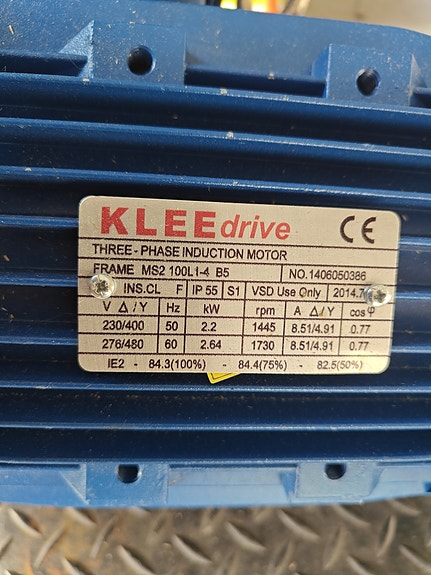 KLEEdrive CE
THREE-PHASE INDUCTION MOTOR
FRAME MS2 100L1-4 B5 NO.1406050386
INS.CL F IP 55 S1 VSD Use Only 2014.7
V Δ/Y Hz kW rpm A Δ/Y cosφ
230/400 50 2.2 1445 8.51/4.91 0.77
276/480 60 2.64 1730 8.51/4.91 0.77
IE2 - 84.3(100%) - 84.4(75%) - 82.5(50%)